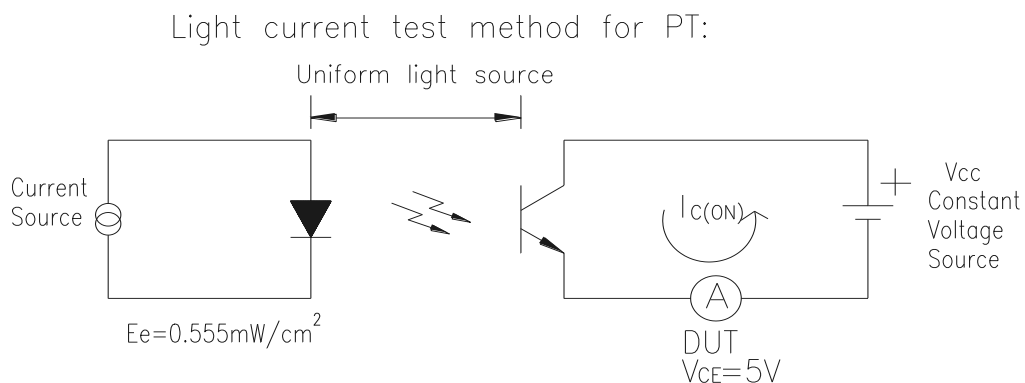 Light current test method for PT:
Uniform light source
Current
Source
Ee=0.555mW/cm²
IC(ON)
A
DUT
VCE=5V
+
Vcc
Constant
Voltage
Source